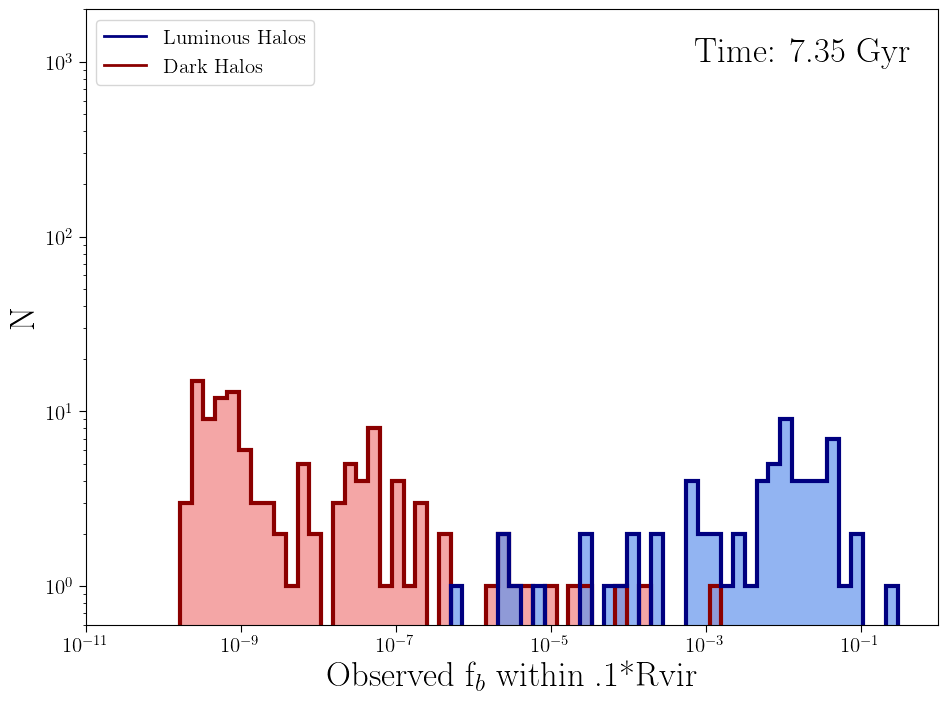 Luminous Halos
Dark Halos
Time: 7.35 Gyr
10³
10²
10¹
10⁰
N
10⁻¹¹ 10⁻⁹ 10⁻⁷ 10⁻⁵ 10⁻³ 10⁻¹
Observed f_b within .1*Rvir